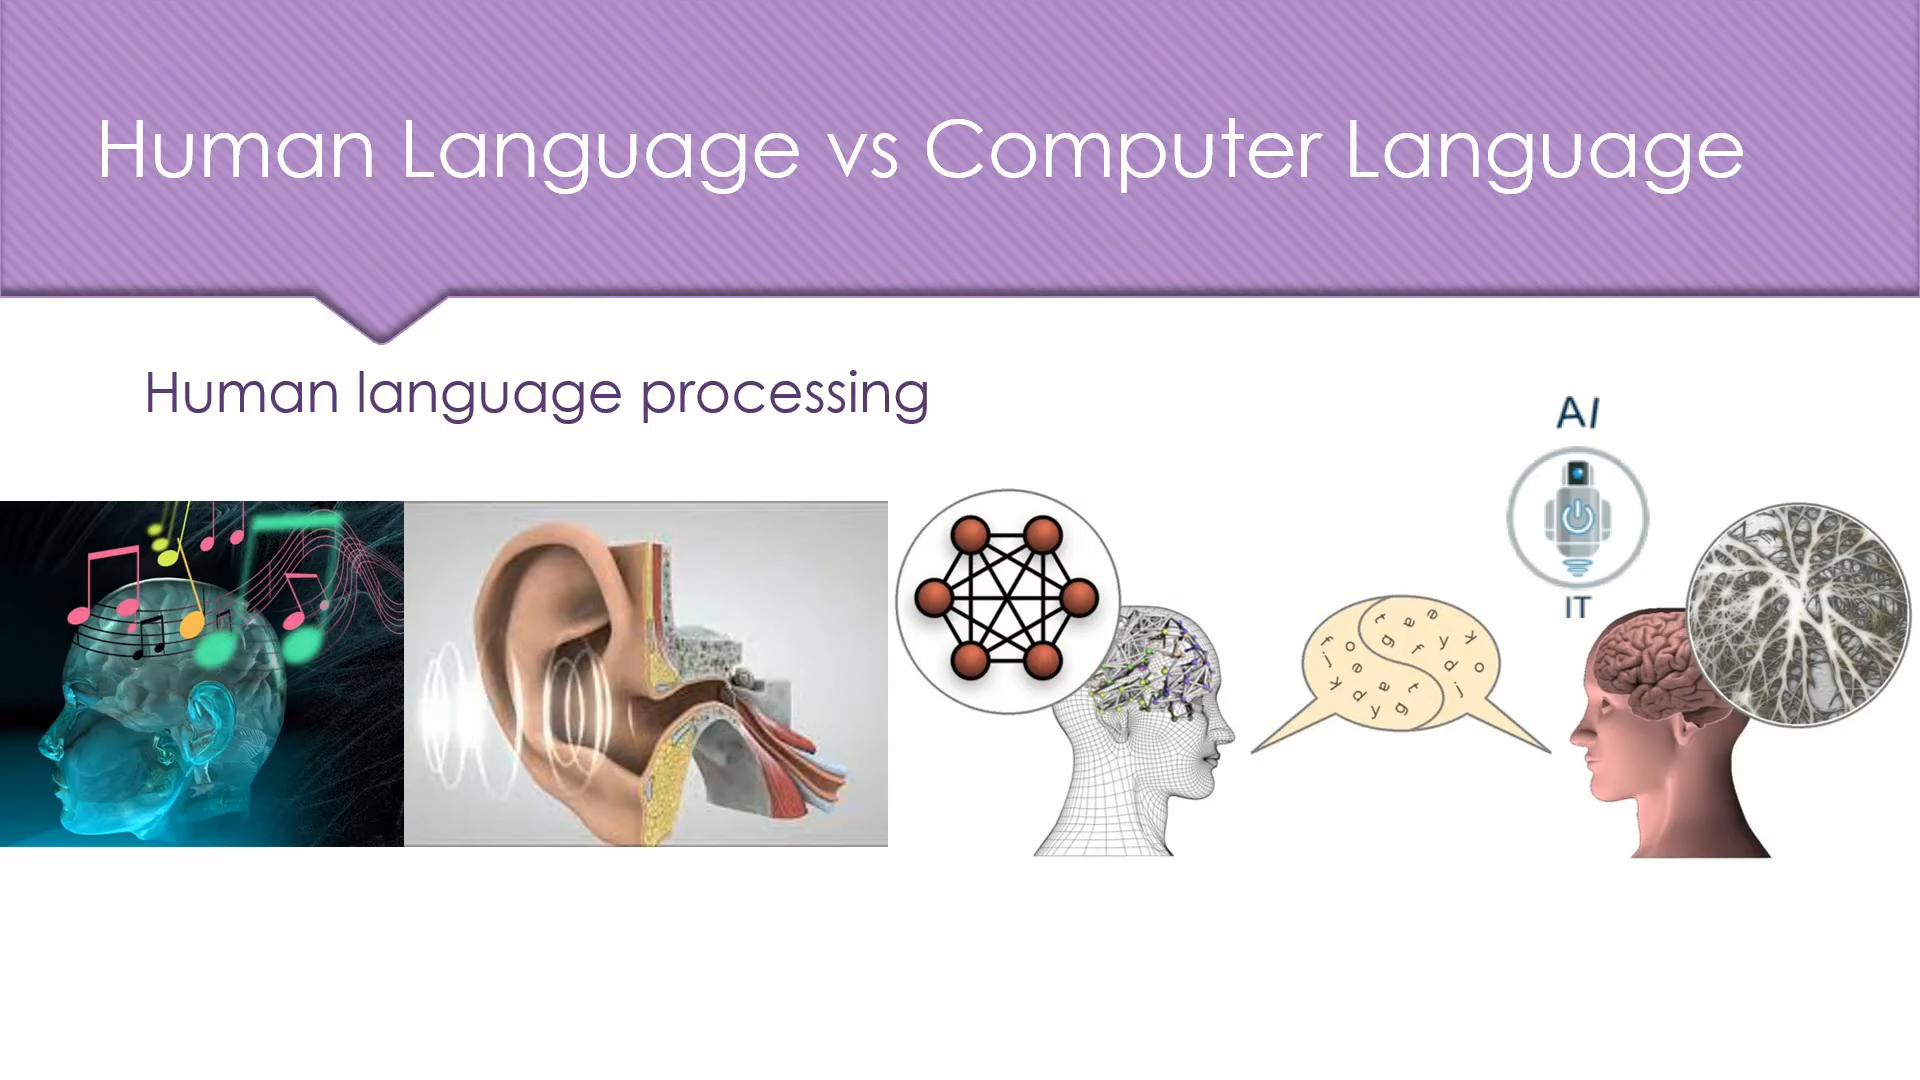 Human Language vs Computer Language
Human language processing
AI
IT